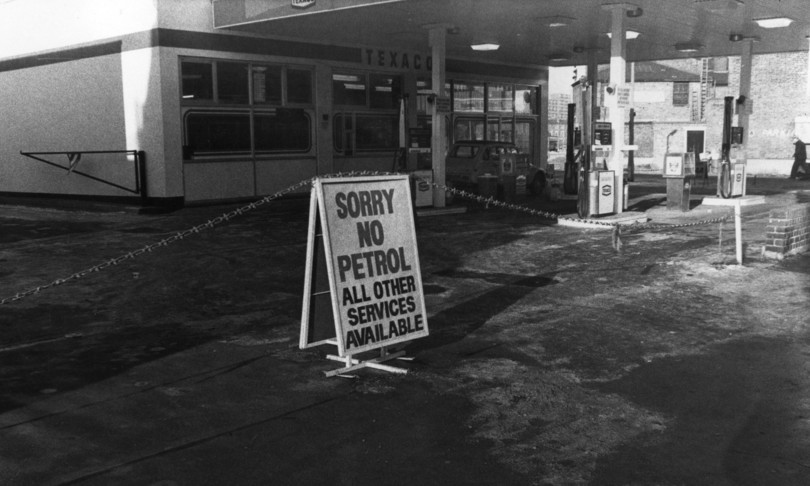 TEXACO
SORRY
NO
PETROL
ALL OTHER
SERVICES
AVAILABLE